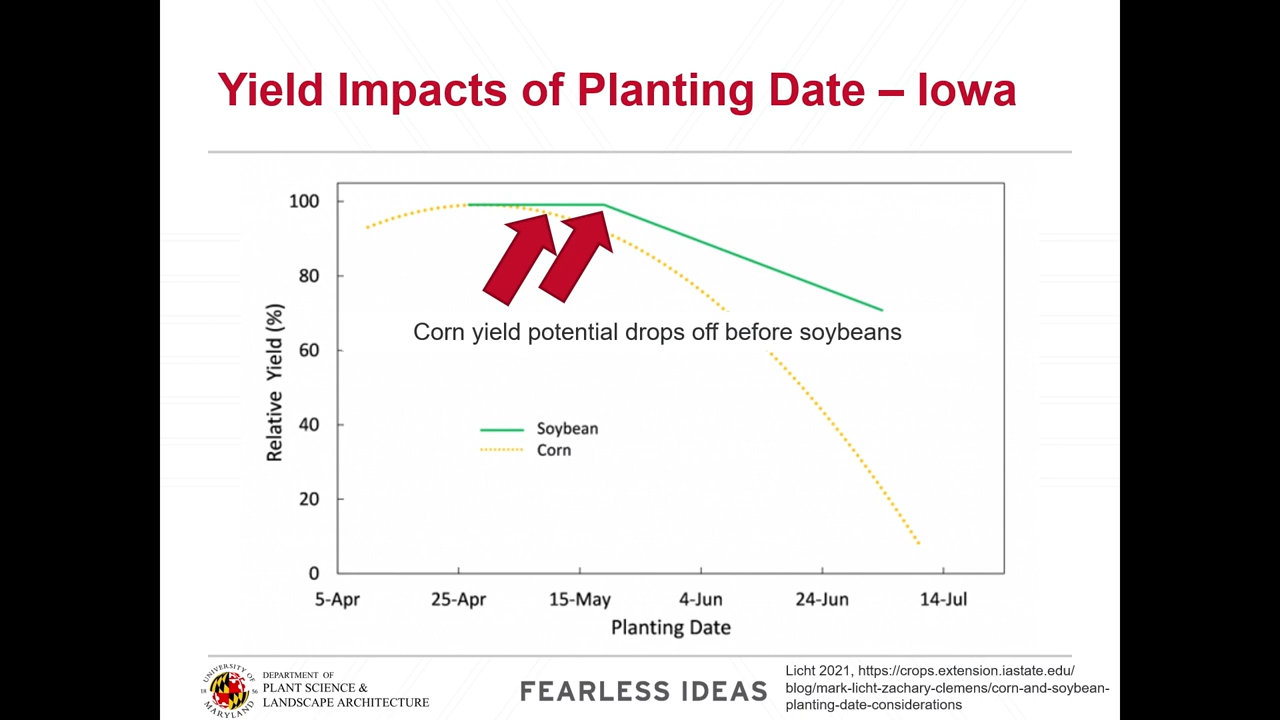 Yield Impacts of Planting Date – Iowa
100
80
60
40
20
0
Relative Yield (%)
Corn yield potential drops off before soybeans
Soybean
Corn
5-Apr 25-Apr 15-May 4-Jun 24-Jun 14-Jul
Planting Date
UNIVERSITY OF
18 56
MARYLAND
DEPARTMENT OF
PLANT SCIENCE &
LANDSCAPE ARCHITECTURE
FEARLESS IDEAS
Licht 2021, https://crops.extension.iastate.edu/
blog/mark-licht-zachary-clemens/corn-and-soybean-
planting-date-considerations